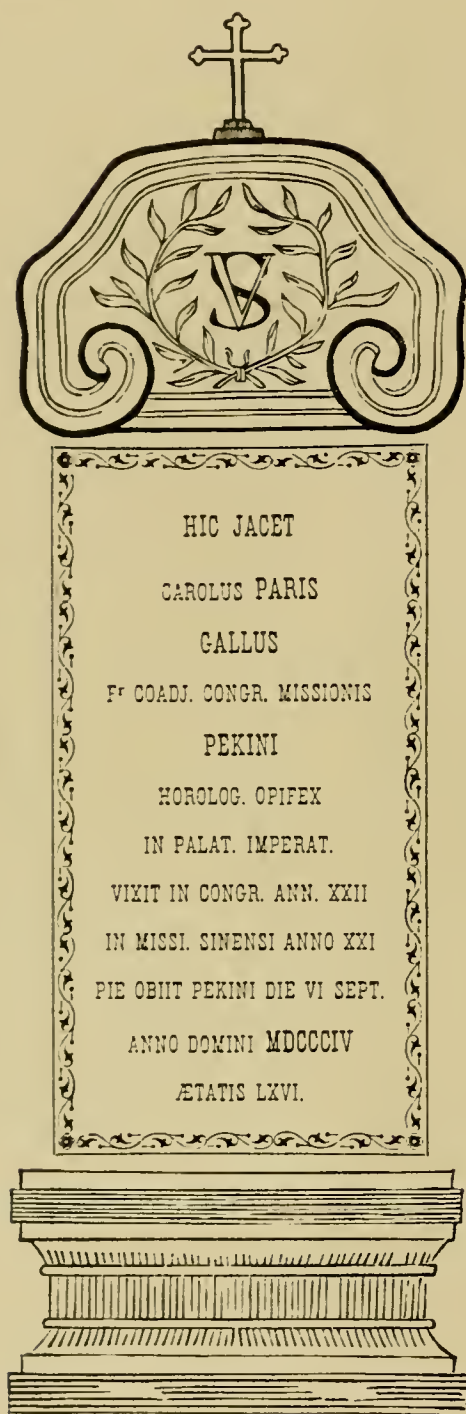 VS
HIC JACET
CAROLUS PARIS
GALLUS
Fr COADJ. CONGR. MISSIONIS
PEKINI
HOROLOG. OPIFEX
IN PALAT. IMPERAT.
VIXIT IN CONGR. ANN. XXII
IN MISSI. SINENSI ANNO XXI
PIE OBIIT PEKINI DIE VI SEPT.
ANNO DOMINI MDCCCIV
ÆTATIS LXVI.